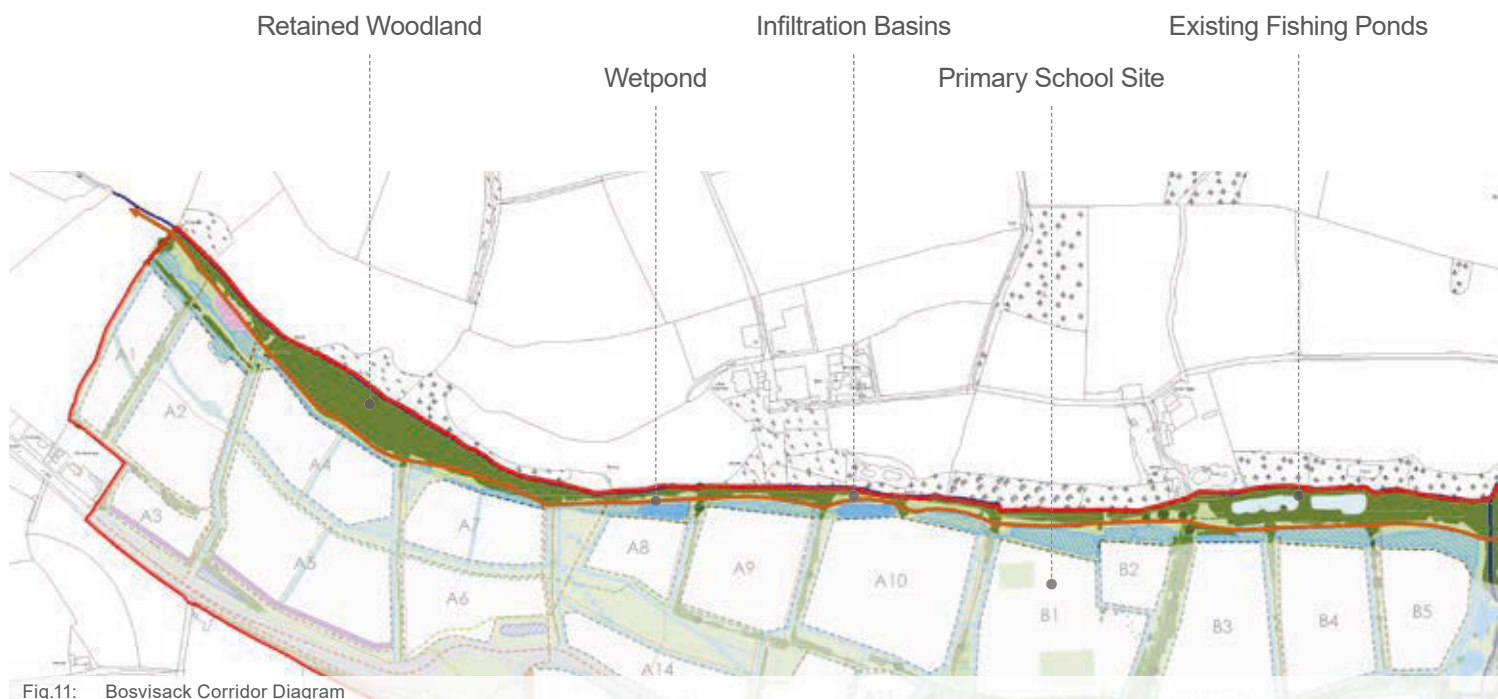 Retained Woodland
Infiltration Basins
Existing Fishing Ponds
Wetpond
Primary School Site
A1
A2
A3
A4
A5
A6
A7
A8
A9
A10
A14
B1
B2
B3
B4
B5
Fig.11: Bosvisack Corridor Diagram